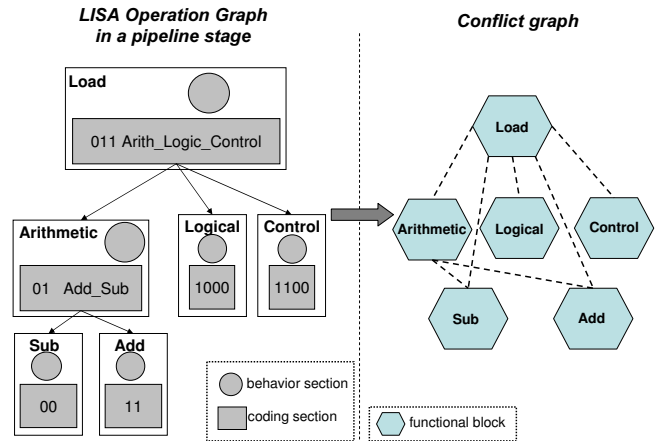 LISA Operation Graph
in a pipeline stage
Load
011 Arith_Logic_Control
Arithmetic
01 Add_Sub
Logical
1000
Control
1100
Sub
00
Add
11
behavior section
coding section
Conflict graph
Load
Arithmetic
Logical
Control
Sub
Add
functional block